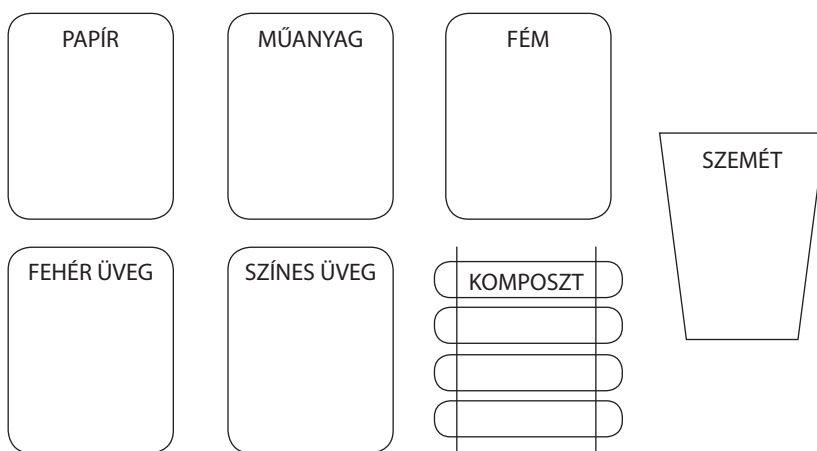 PAPÍR
MŰANYAG
FÉM
SZEMÉT
FEHÉR ÜVEG
SZÍNES ÜVEG
KOMPOSZT